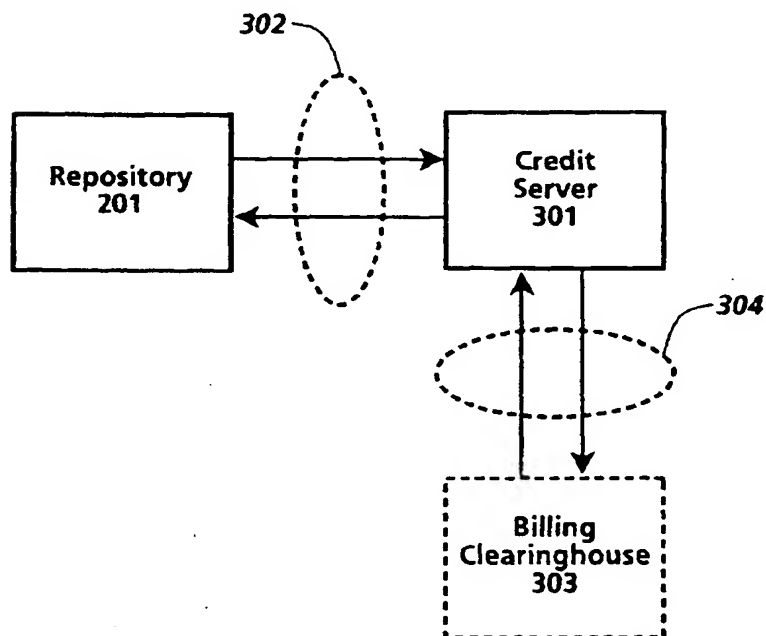 302
Repository
201
Credit
Server
301
304
Billing
Clearinghouse
303